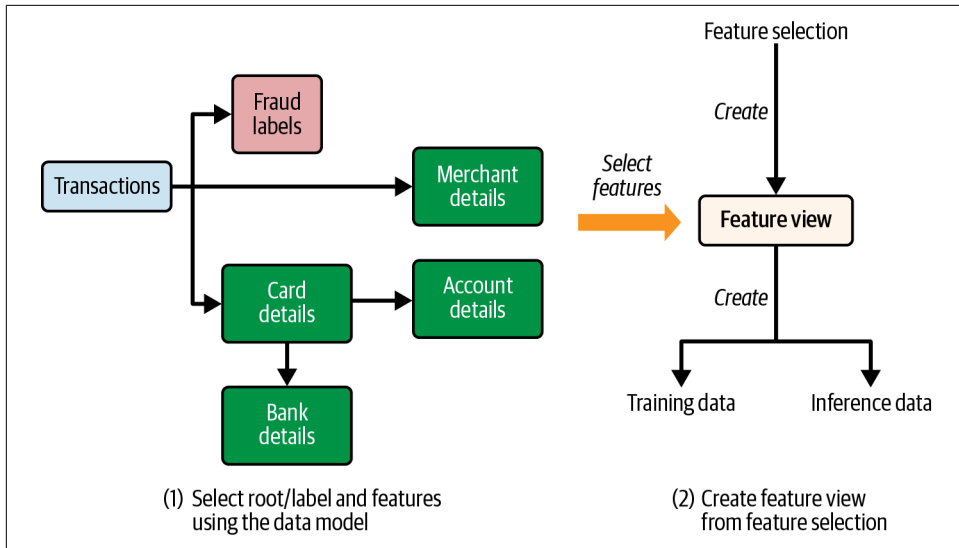 Fraud
labels
Transactions
Merchant
details
Card
details
Account
details
Bank
details
(1) Select root/label and features
using the data model
Select
features
Feature selection
Create
Feature view
Create
Training data
Inference data
(2) Create feature view
from feature selection